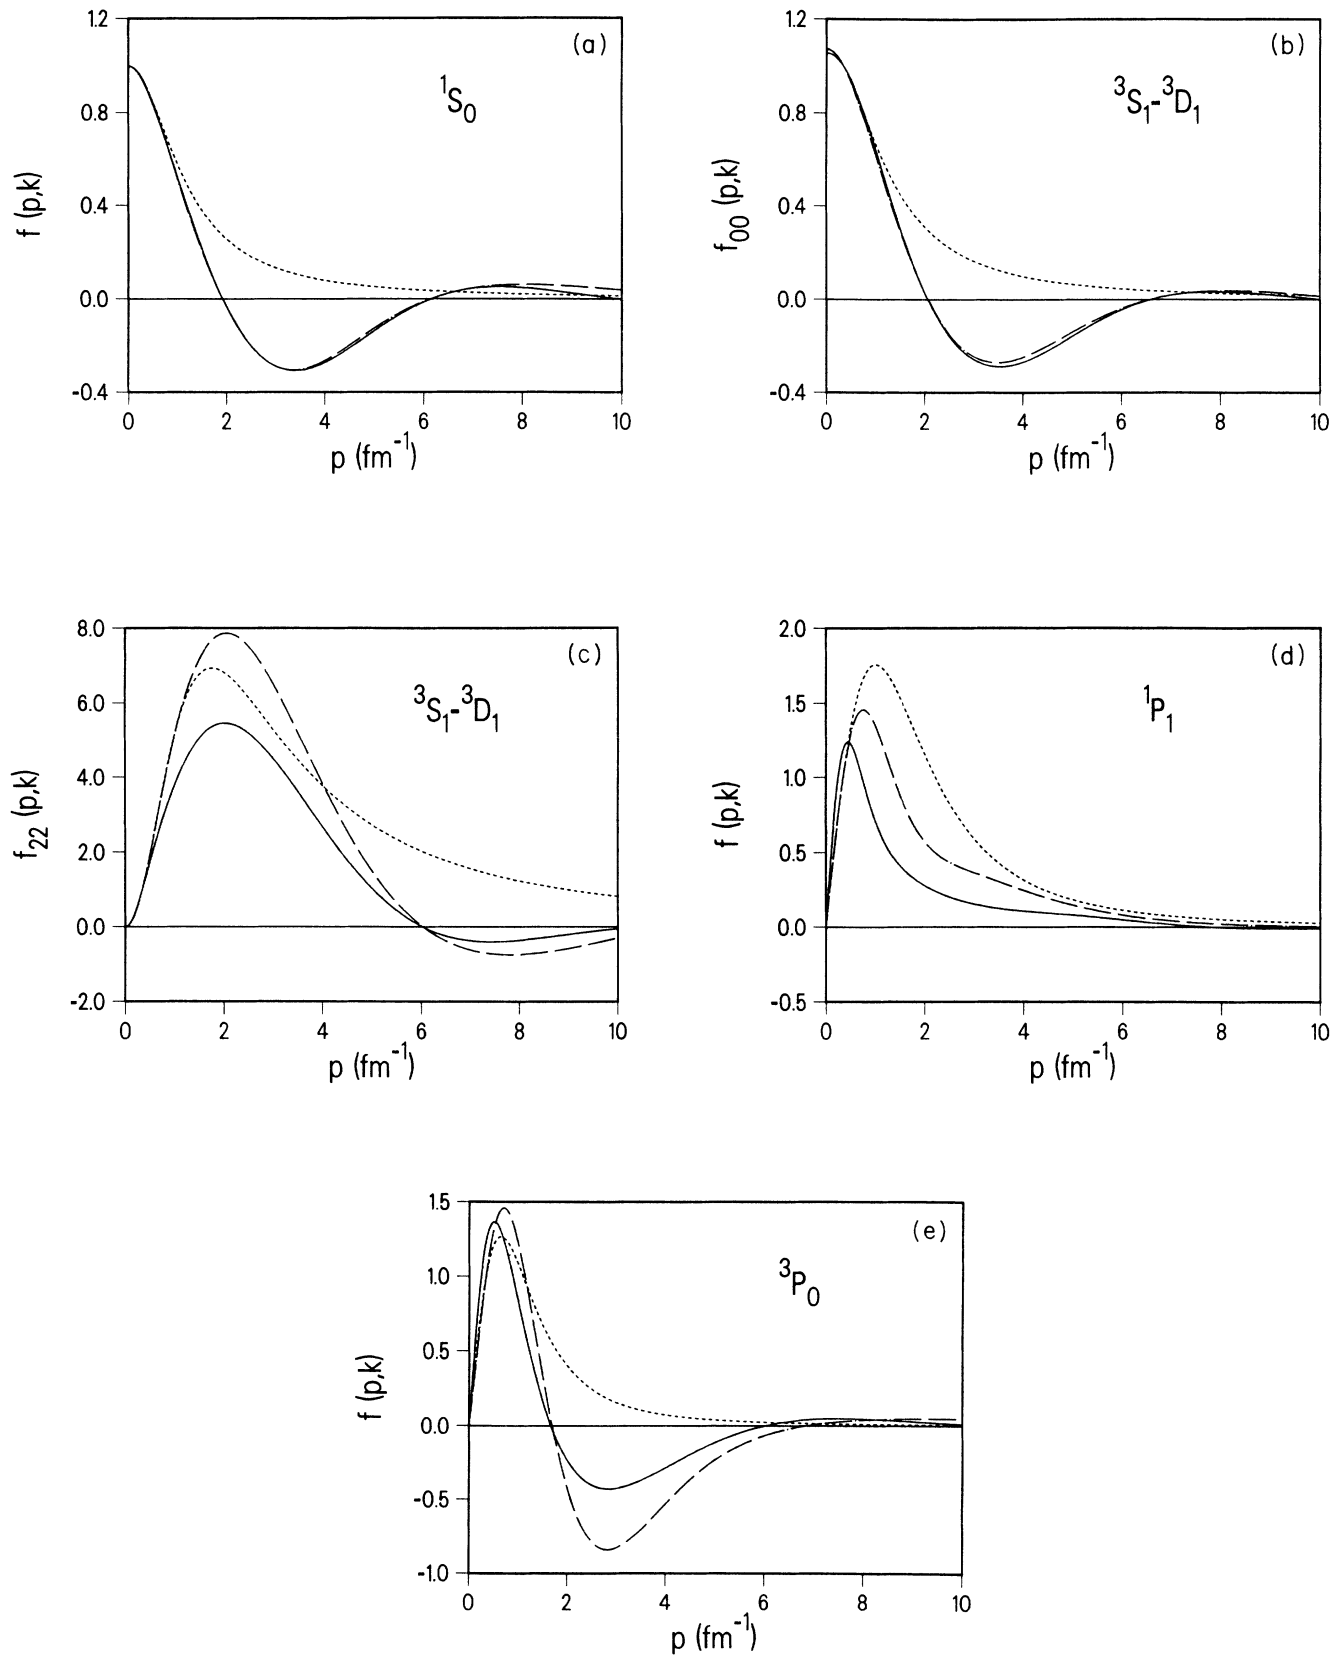 (a)
¹S₀
f (p,k)
1.2
0.8
0.4
0.0
-0.4
0 2 4 6 8 10
p (fm⁻¹)
(b)
³S₁-³D₁
f₀₀ (p,k)
1.2
0.8
0.4
0.0
-0.4
0 2 4 6 8 10
p (fm⁻¹)
(c)
³S₁-³D₁
f₂₂ (p,k)
8.0
6.0
4.0
2.0
0.0
-2.0
0 2 4 6 8 10
p (fm⁻¹)
(d)
¹P₁
f (p,k)
2.0
1.5
1.0
0.5
0.0
-0.5
0 2 4 6 8 10
p (fm⁻¹)
(e)
³P₀
f (p,k)
1.5
1.0
0.5
0.0
-0.5
-1.0
0 2 4 6 8 10
p (fm⁻¹)